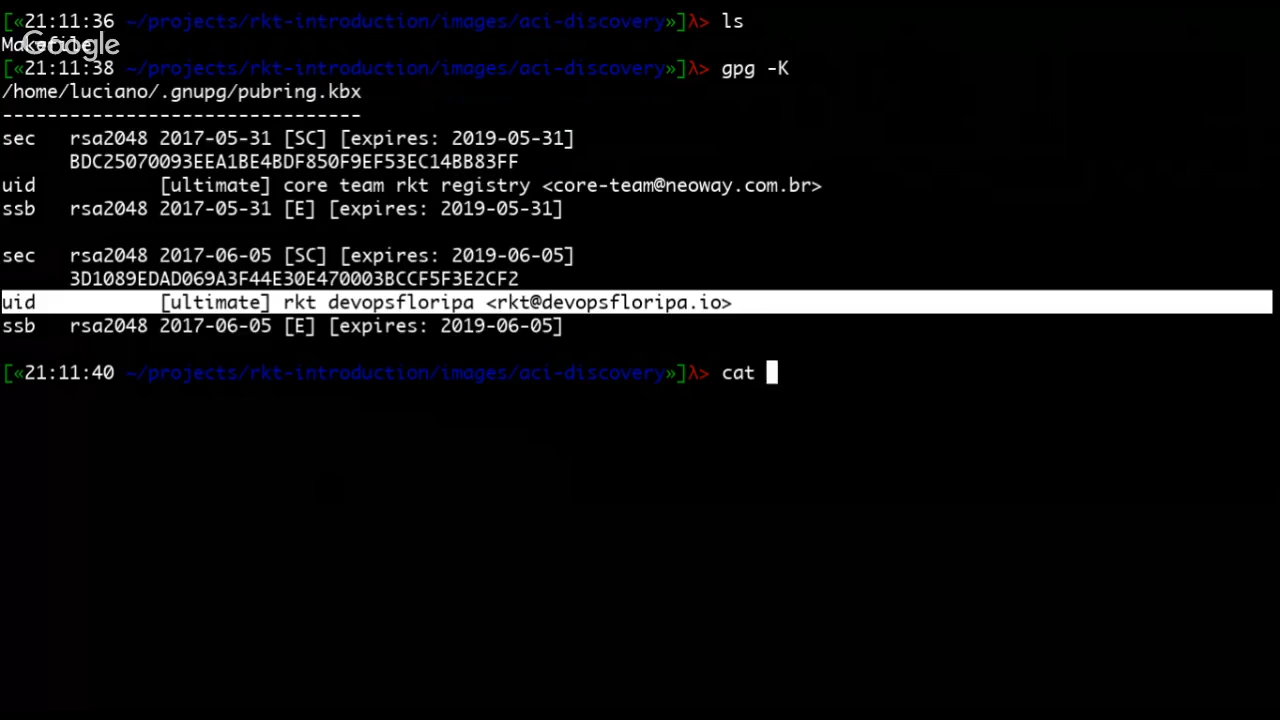 [«21:11:36 ~/projects/rkt-introduction/images/aci-discovery»]λ> ls
Makefile
Google
[«21:11:38 ~/projects/rkt-introduction/images/aci-discovery»]λ> gpg -K
/home/luciano/.gnupg/pubring.kbx
--------------------------------
sec   rsa2048 2017-05-31 [SC] [expires: 2019-05-31]
      BDC25070093EEA1BE4BDF850F9EF53EC14BB83FF
uid           [ultimate] core team rkt registry <core-team@neoway.com.br>
ssb   rsa2048 2017-05-31 [E] [expires: 2019-05-31]
sec   rsa2048 2017-06-05 [SC] [expires: 2019-06-05]
      3D1089EDAD069A3F44E30E470003BCCF5F3E2CF2
uid           [ultimate] rkt devopsfloripa <rkt@devopsfloripa.io>
ssb   rsa2048 2017-06-05 [E] [expires: 2019-06-05]
[«21:11:40 ~/projects/rkt-introduction/images/aci-discovery»]λ> cat